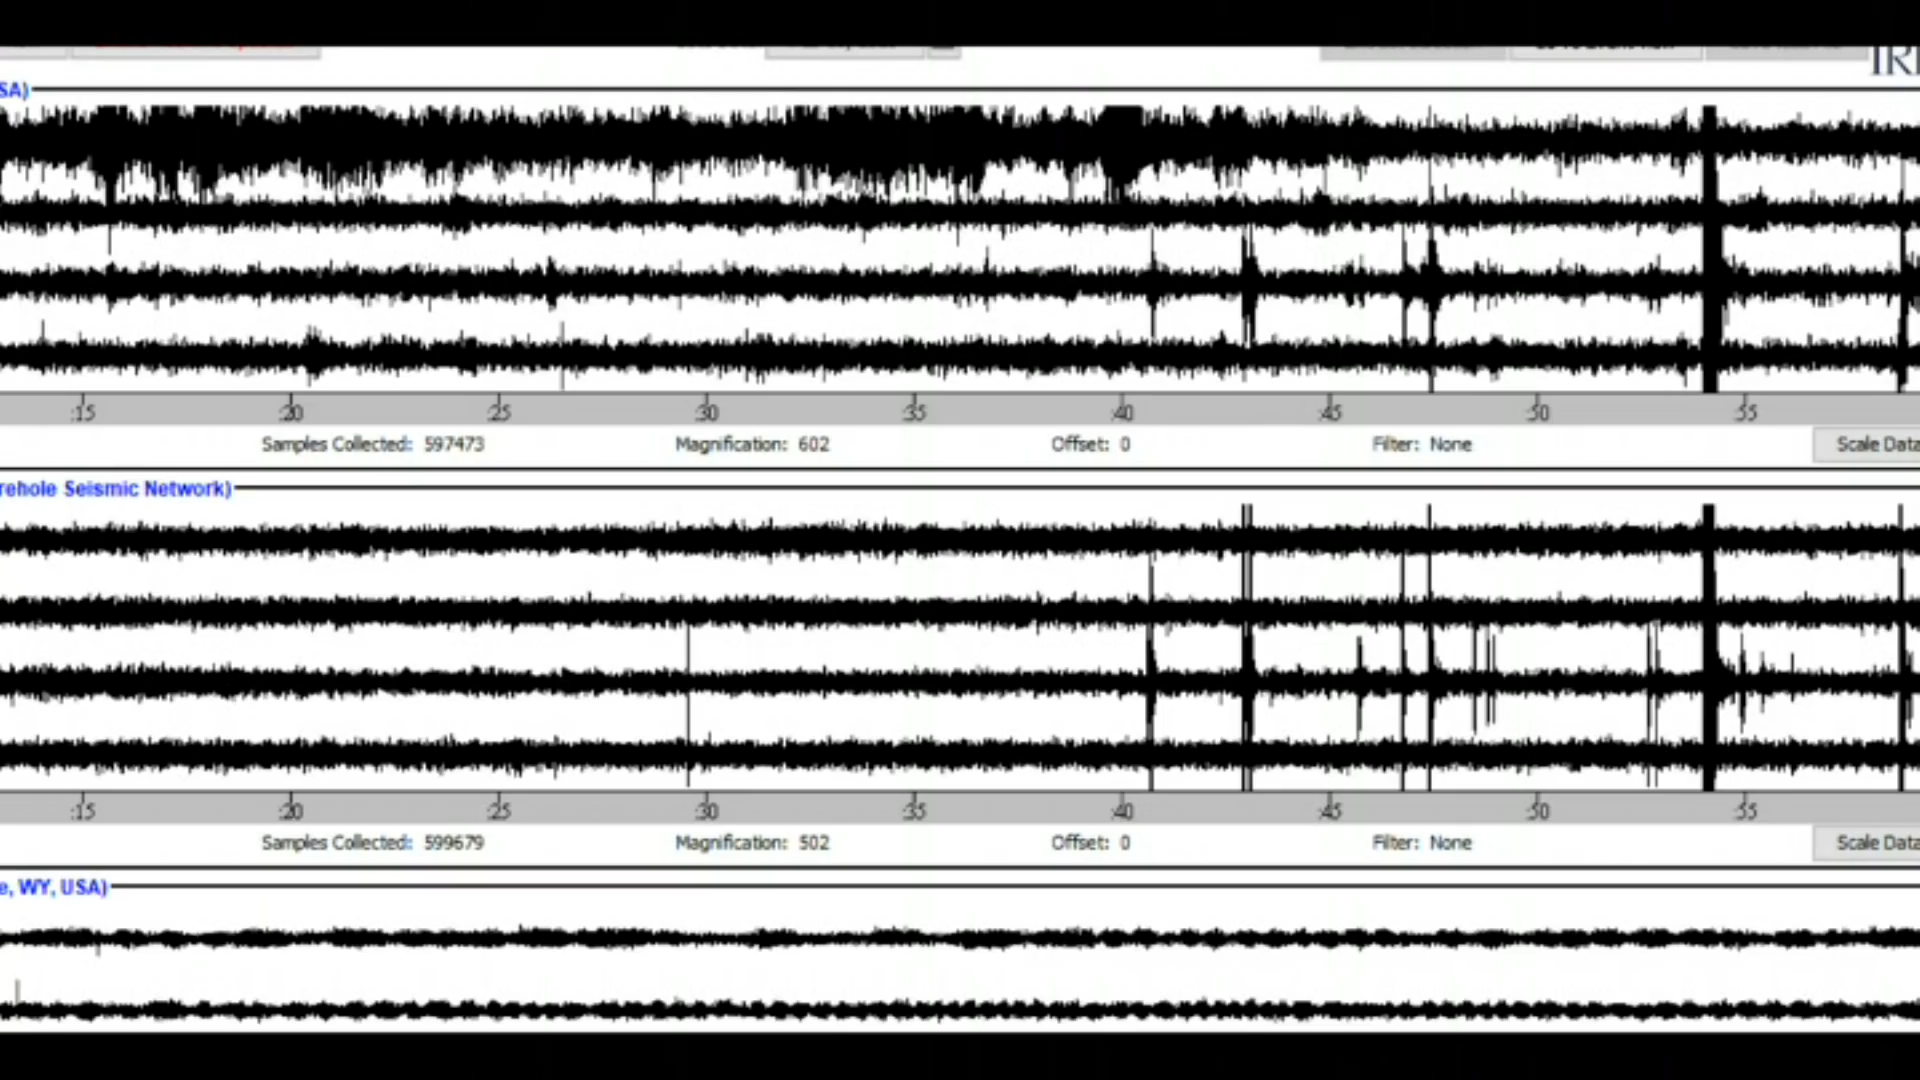 SA)
:15 :20 :25 :30 :35 :40 :45 :50 :55
Samples Collected: 597473 Magnification: 602 Offset: 0 Filter: None Scale Data
rehole Seismic Network)
:15 :20 :25 :30 :35 :40 :45 :50 :55
Samples Collected: 599679 Magnification: 502 Offset: 0 Filter: None Scale Data
e, WY, USA)